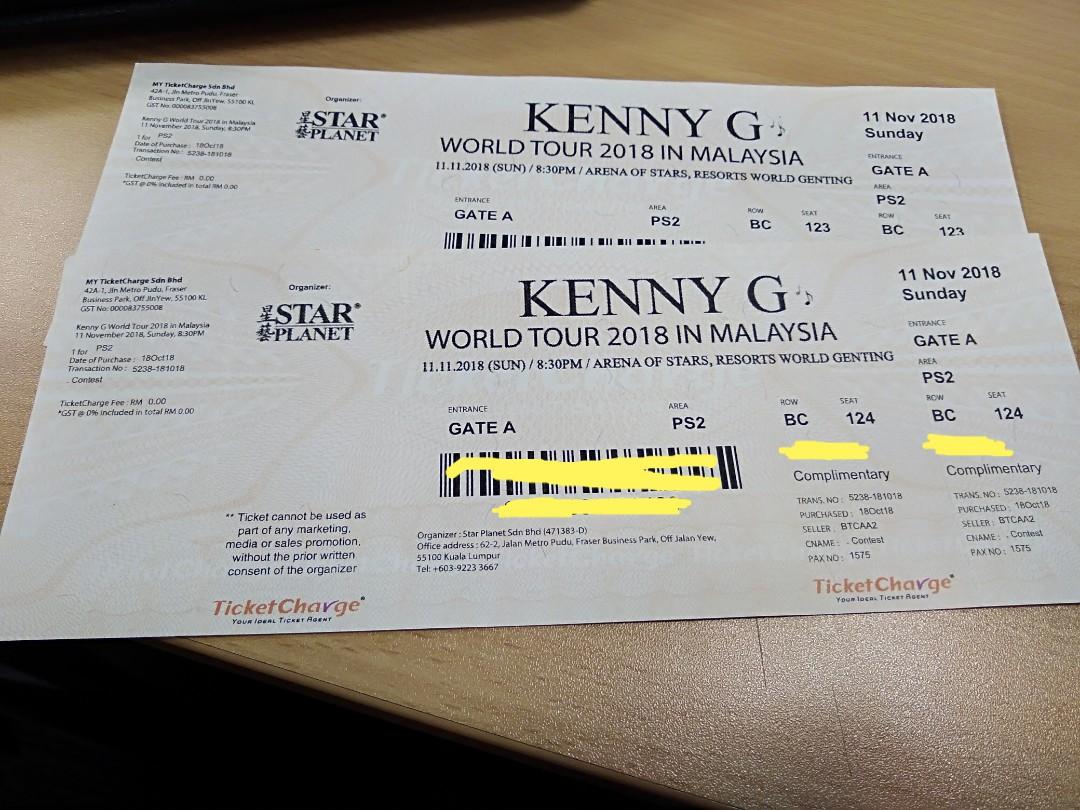 MY TicketCharge Sdn Bhd
42A-1, Jln Metro Pudu, Fraser
Business Park, Off JlnYew, 55100 KL
GST No: 000083755008
Kenny G World Tour 2018 in Malaysia
11 November 2018, Sunday, 8:30PM
1 for PS2
Date of Purchase : 18Oct18
Transaction No : 5238-181018
. Contest
TicketCharge Fee : RM 0.00
*GST @ 0% included in total RM 0.00
Organizer:
星藝 STAR PLANET
KENNY G
WORLD TOUR 2018 IN MALAYSIA
11.11.2018 (SUN) / 8:30PM / ARENA OF STARS, RESORTS WORLD GENTING
ENTRANCE AREA ROW SEAT
GATE A PS2 BC 123
11 Nov 2018
Sunday
ENTRANCE
GATE A
AREA
PS2
ROW SEAT
BC 123
MY TicketCharge Sdn Bhd
42A-1, Jln Metro Pudu, Fraser
Business Park, Off JlnYew, 55100 KL
GST No: 000083755008
Kenny G World Tour 2018 in Malaysia
11 November 2018, Sunday, 8:30PM
1 for PS2
Date of Purchase : 18Oct18
Transaction No : 5238-181018
. Contest
TicketCharge Fee : RM 0.00
*GST @ 0% included in total RM 0.00
Organizer:
星藝 STAR PLANET
** Ticket cannot be used as
part of any marketing,
media or sales promotion,
without the prior written
consent of the organizer
TicketCharge
YOUR IDEAL TICKET AGENT
KENNY G
WORLD TOUR 2018 IN MALAYSIA
11.11.2018 (SUN) / 8:30PM / ARENA OF STARS, RESORTS WORLD GENTING
ENTRANCE AREA ROW SEAT
GATE A PS2 BC 124
Organizer : Star Planet Sdn Bhd (471383-D)
Office address : 62-2, Jalan Metro Pudu, Fraser Business Park, Off Jalan Yew,
55100 Kuala Lumpur
Tel: +603-9223 3667
Complimentary
TRANS. NO : 5238-181018
PURCHASED : 18Oct18
SELLER : BTCAA2
CNAME : . Contest
PAX NO : 1575
TicketCharge
YOUR IDEAL TICKET AGENT
11 Nov 2018
Sunday
ENTRANCE
GATE A
AREA
PS2
ROW SEAT
BC 124
Complimentary
TRANS. NO : 5238-181018
PURCHASED : 18Oct18
SELLER : BTCAA2
CNAME : . Contest
PAX NO : 1575